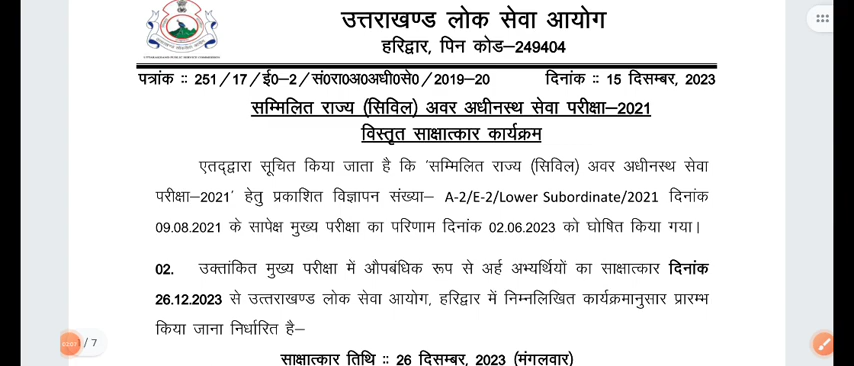 उत्तराखण्ड लोक सेवा आयोग
हरिद्वार, पिन कोड–249404
पत्रांक :: 251/17/ई0–2/सं0रा0अ0अधी0से0/2019–20 दिनांक :: 15 दिसम्बर, 2023
सम्मिलित राज्य (सिविल) अवर अधीनस्थ सेवा परीक्षा–2021
विस्तृत साक्षात्कार कार्यक्रम
एतद्द्वारा सूचित किया जाता है कि ‘सम्मिलित राज्य (सिविल) अवर अधीनस्थ सेवा
परीक्षा–2021’ हेतु प्रकाशित विज्ञापन संख्या– A-2/E-2/Lower Subordinate/2021 दिनांक
09.08.2021 के सापेक्ष मुख्य परीक्षा का परिणाम दिनांक 02.06.2023 को घोषित किया गया।
02. उक्तांकित मुख्य परीक्षा में औपबंधिक रूप से अर्ह अभ्यर्थियों का साक्षात्कार दिनांक
26.12.2023 से उत्तराखण्ड लोक सेवा आयोग, हरिद्वार में निम्नलिखित कार्यक्रमानुसार प्रारम्भ
किया जाना निर्धारित है–
/ 7
साक्षात्कार तिथि :: 26 दिसम्बर, 2023 (मंगलवार)